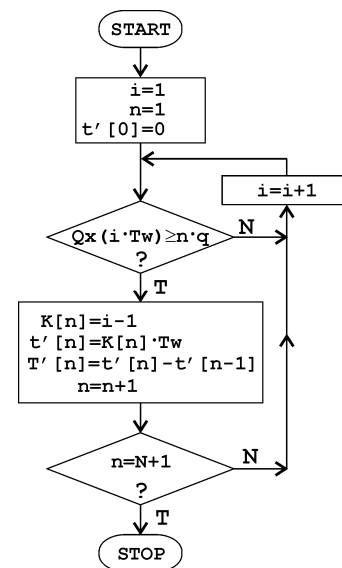 START
i=1
n=1
t'[0]=0
i=i+1
Qx(i·Tw)≥n·q
?
N
T
K[n]=i-1
t'[n]=K[n]·Tw
T'[n]=t'[n]-t'[n-1]
n=n+1
n=N+1
?
N
T
STOP